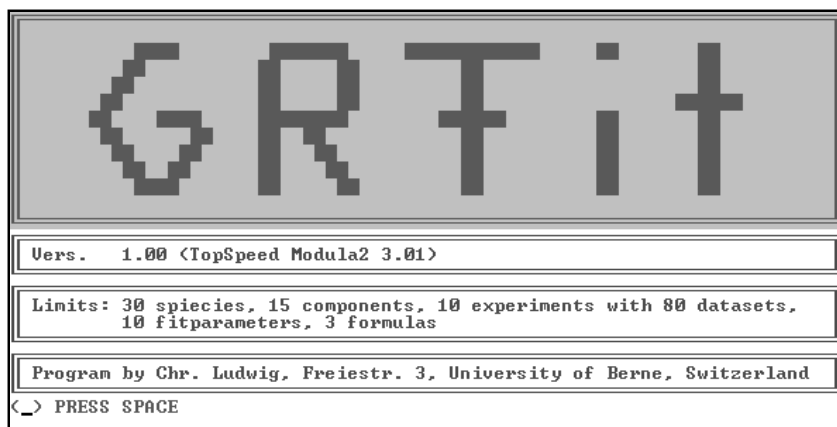 GRFit
Vers.   1.00 (TopSpeed Modula2 3.01)
Limits: 30 spiecies, 15 components, 10 experiments with 80 datasets,
10 fitparameters, 3 formulas
Program by Chr. Ludwig, Freiestr. 3, University of Berne, Switzerland
(_) PRESS SPACE